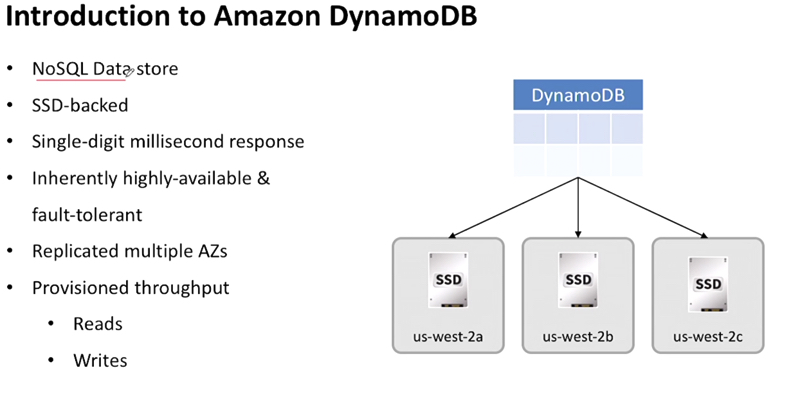 Introduction to Amazon DynamoDB
• NoSQL Data store
• SSD-backed
• Single-digit millisecond response
• Inherently highly-available &
fault-tolerant
• Replicated multiple AZs
• Provisioned throughput
• Reads
• Writes
DynamoDB
SSD
SSD
SSD
us-west-2a
us-west-2b
us-west-2c